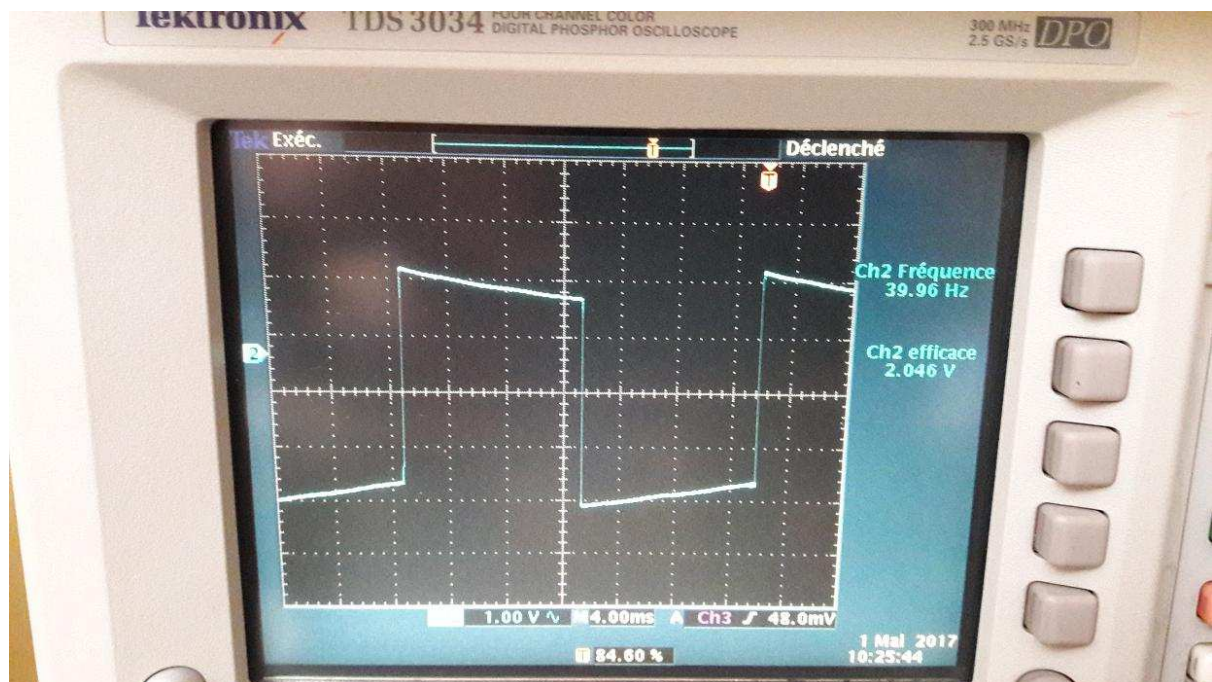 Tektronix TDS 3034 FOUR CHANNEL COLOR
DIGITAL PHOSPHOR OSCILLOSCOPE
300 MHz
2.5 GS/s DPO
Tek Exéc.
T
Déclenché
T
Ch2 Fréquence
39.96 Hz
2
Ch2 efficace
2.046 V
1.00 V ∿ M 4.00ms A Ch3 ʃ 48.0mV
T 84.60 %
1 Mai 2017
10:25:44